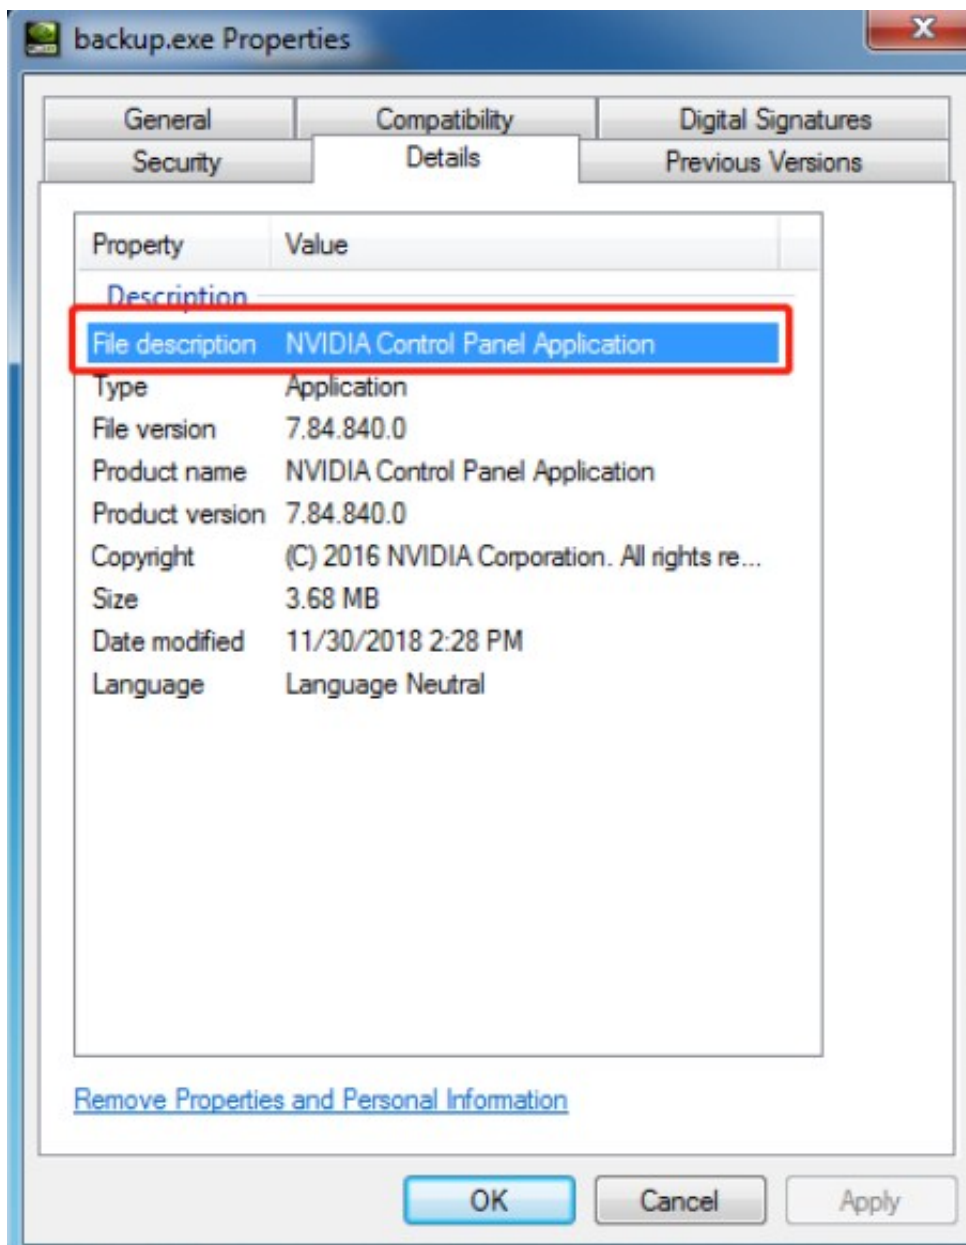 backup.exe Properties
X
General Compatibility Digital Signatures
Security Details Previous Versions
Property Value
Description
File description NVIDIA Control Panel Application
Type Application
File version 7.84.840.0
Product name NVIDIA Control Panel Application
Product version 7.84.840.0
Copyright (C) 2016 NVIDIA Corporation. All rights re...
Size 3.68 MB
Date modified 11/30/2018 2:28 PM
Language Language Neutral
Remove Properties and Personal Information
OK Cancel Apply